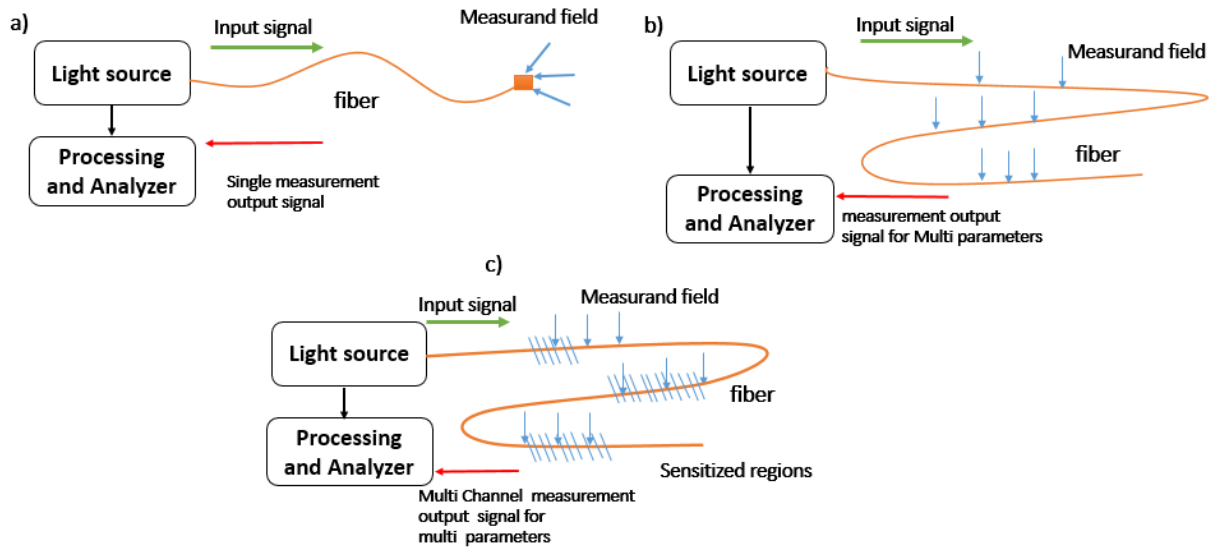 a)
Input signal
Measurand field
Light source
fiber
Processing
and Analyzer
Single measurement
output signal
b)
Input signal
Measurand field
Light source
fiber
Processing
and Analyzer
measurement output
signal for Multi parameters
c)
Input signal
Measurand field
Light source
fiber
Processing
and Analyzer
Sensitized regions
Multi Channel measurement
output signal for
multi parameters